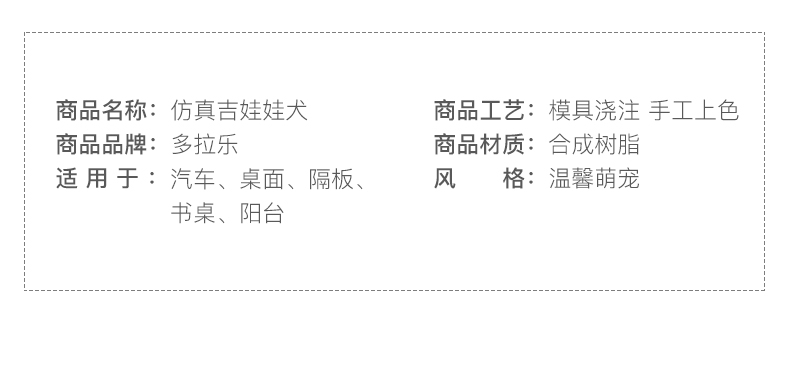 商品名称：仿真吉娃娃犬
商品品牌：多拉乐
适用于：汽车、桌面、隔板、
书桌、阳台
商品工艺：模具浇注 手工上色
商品材质：合成树脂
风格：温馨萌宠